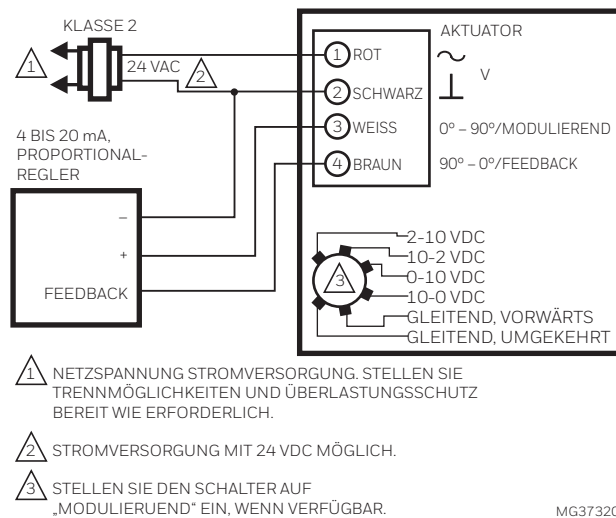 KLASSE 2
1
24 VAC
2
4 BIS 20 mA,
PROPORTIONAL-
REGLER
–
+
FEEDBACK
AKTUATOR
1 ROT
2 SCHWARZ
V
3 WEISS
0° – 90°/MODULIEREND
4 BRAUN
90° – 0°/FEEDBACK
3
2-10 VDC
10-2 VDC
0-10 VDC
10-0 VDC
GLEITEND, VORWÄRTS
GLEITEND, UMGEKEHRT
1 NETZSPANNUNG STROMVERSORGUNG. STELLEN SIE
TRENNMÖGLICHKEITEN UND ÜBERLASTUNGSSCHUTZ
BEREIT WIE ERFORDERLICH.
2 STROMVERSORGUNG MIT 24 VDC MÖGLICH.
3 STELLEN SIE DEN SCHALTER AUF
„MODULIERUEND“ EIN, WENN VERFÜGBAR.
MG37320